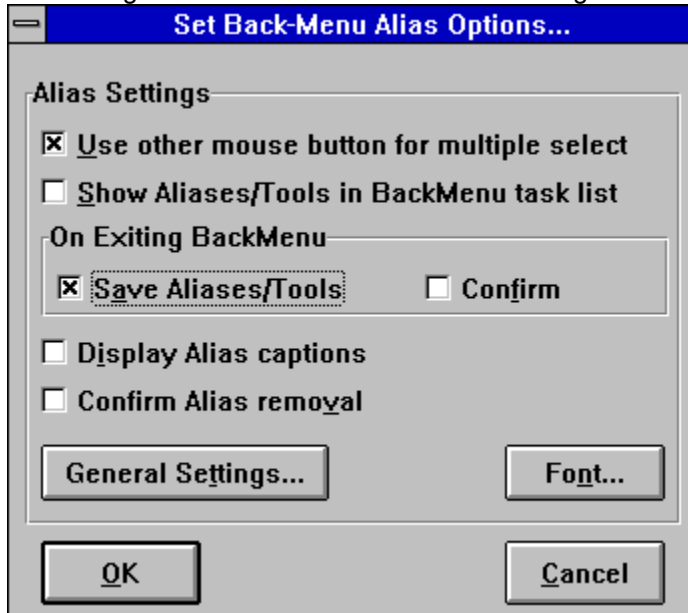 Set Back-Menu Alias Options...
Alias Settings
Use other mouse button for multiple select
Show Aliases/Tools in BackMenu task list
On Exiting BackMenu
Save Aliases/Tools Confirm
Display Alias captions
Confirm Alias removal
General Settings... Font...
OK Cancel